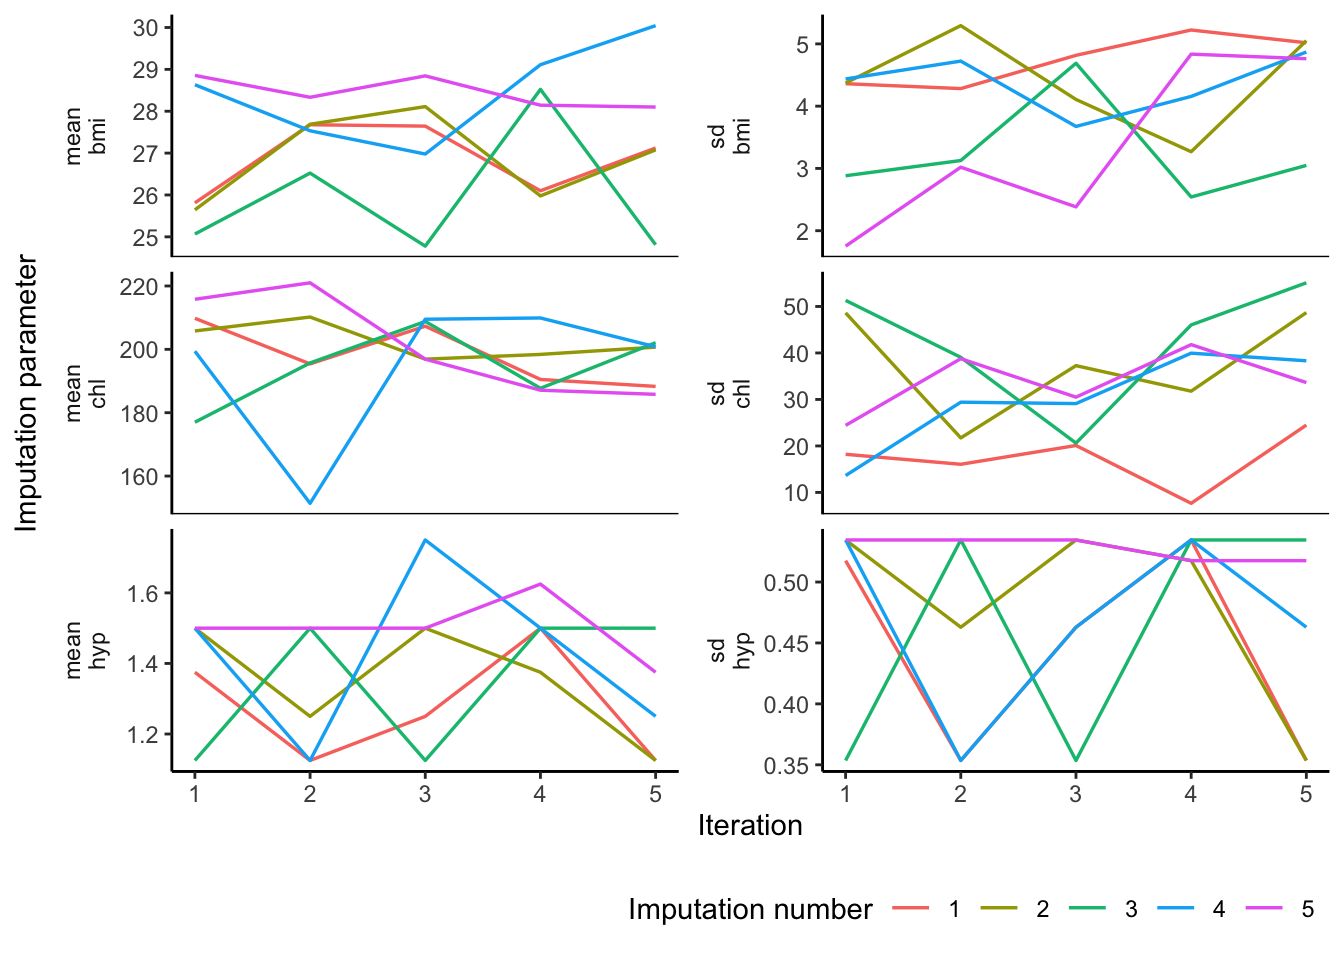 Imputation parameter
mean
bmi
30
29
28
27
26
25
sd
bmi
5
4
3
2
mean
chl
220
200
180
160
sd
chl
50
40
30
20
10
mean
hyp
1.6
1.4
1.2
sd
hyp
0.50
0.45
0.40
0.35
1 2 3 4 5
1 2 3 4 5
Iteration
Imputation number 1 2 3 4 5